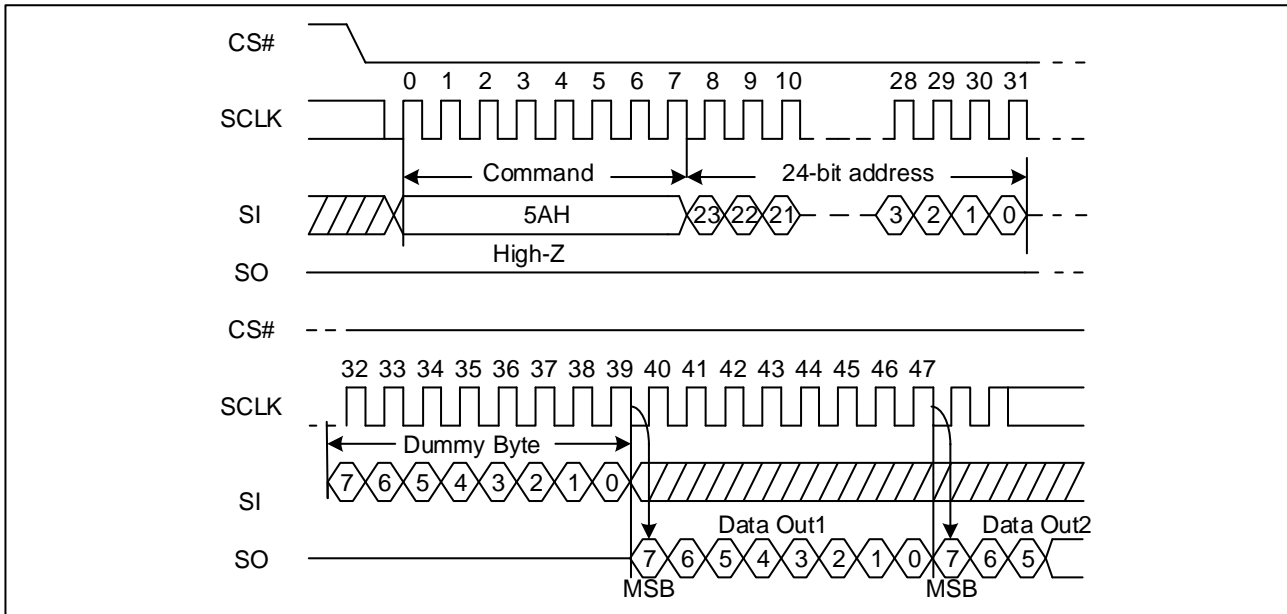 CS#
0 1 2 3 4 5 6 7 8 9 10 28 29 30 31
SCLK
Command 24-bit address
SI 5AH 23 22 21 3 2 1 0
High-Z
SO
CS#
32 33 34 35 36 37 38 39 40 41 42 43 44 45 46 47
SCLK
Dummy Byte
7 6 5 4 3 2 1 0
SI
Data Out1 Data Out2
SO 7 6 5 4 3 2 1 0 7 6 5
MSB MSB